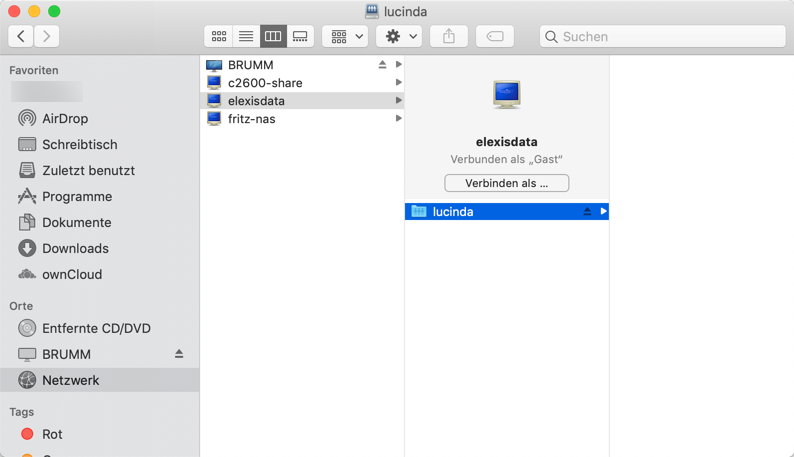 lucinda
Suchen
Favoriten
AirDrop
Schreibtisch
Zuletzt benutzt
Programme
Dokumente
Downloads
ownCloud
Orte
Entfernte CD/DVD
BRUMM
Netzwerk
Tags
Rot
BRUMM
c2600-share
elexisdata
fritz-nas
elexisdata
Verbunden als „Gast“
Verbinden als ...
lucinda